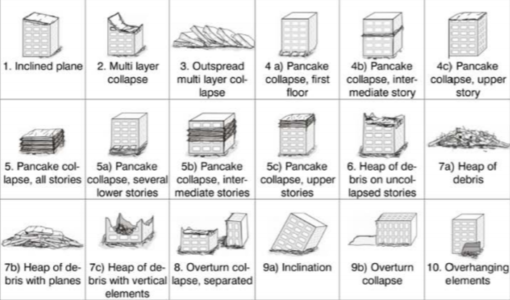 1. Inclined plane
2. Multi layer
collapse
3. Outspread
multi layer col-
lapse
4 a) Pancake
collapse, first
floor
4b) Pancake
collapse, inter-
mediate story
4c) Pancake
collapse, upper
story
5. Pancake col-
lapse, all stories
5a) Pancake
collapse, several
lower stories
5b) Pancake
collapse, inter-
mediate stories
5c) Pancake
collapse, upper
stories
6. Heap of de-
bris on uncol-
lapsed stories
7a) Heap of
debris
7b) Heap of de-
bris with planes
7c) Heap of de-
bris with vertical
elements
8. Overturn col-
lapse, separated
9a) Inclination
9b) Overturn
collapse
10. Overhanging
elements